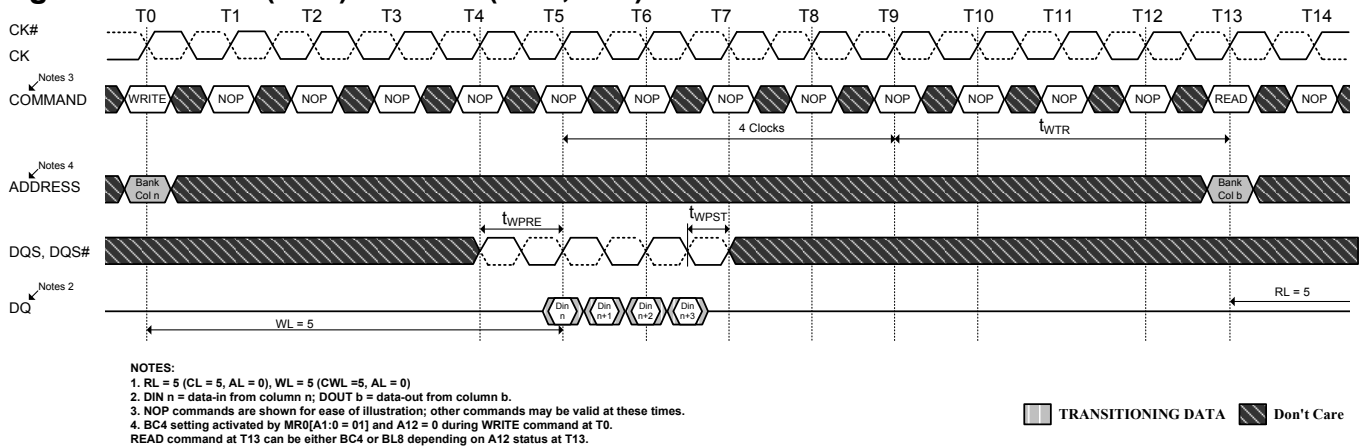 T0 T1 T2 T3 T4 T5 T6 T7 T8 T9 T10 T11 T12 T13 T14
CK#
CK
Notes 3
COMMAND WRITE NOP NOP NOP NOP NOP NOP NOP NOP NOP NOP NOP NOP READ NOP
4 Clocks tWTR
Notes 4
ADDRESS Bank Col n Bank Col b
tWPRE tWPST
DQS, DQS#
Notes 2
DQ Din n Din n+1 Din n+2 Din n+3
RL = 5
WL = 5
NOTES:
1. RL = 5 (CL = 5, AL = 0), WL = 5 (CWL =5, AL = 0)
2. DIN n = data-in from column n; DOUT b = data-out from column b.
3. NOP commands are shown for ease of illustration; other commands may be valid at these times.
4. BC4 setting activated by MR0[A1:0 = 01] and A12 = 0 during WRITE command at T0.
READ command at T13 can be either BC4 or BL8 depending on A12 status at T13.
TRANSITIONING DATA Don't Care